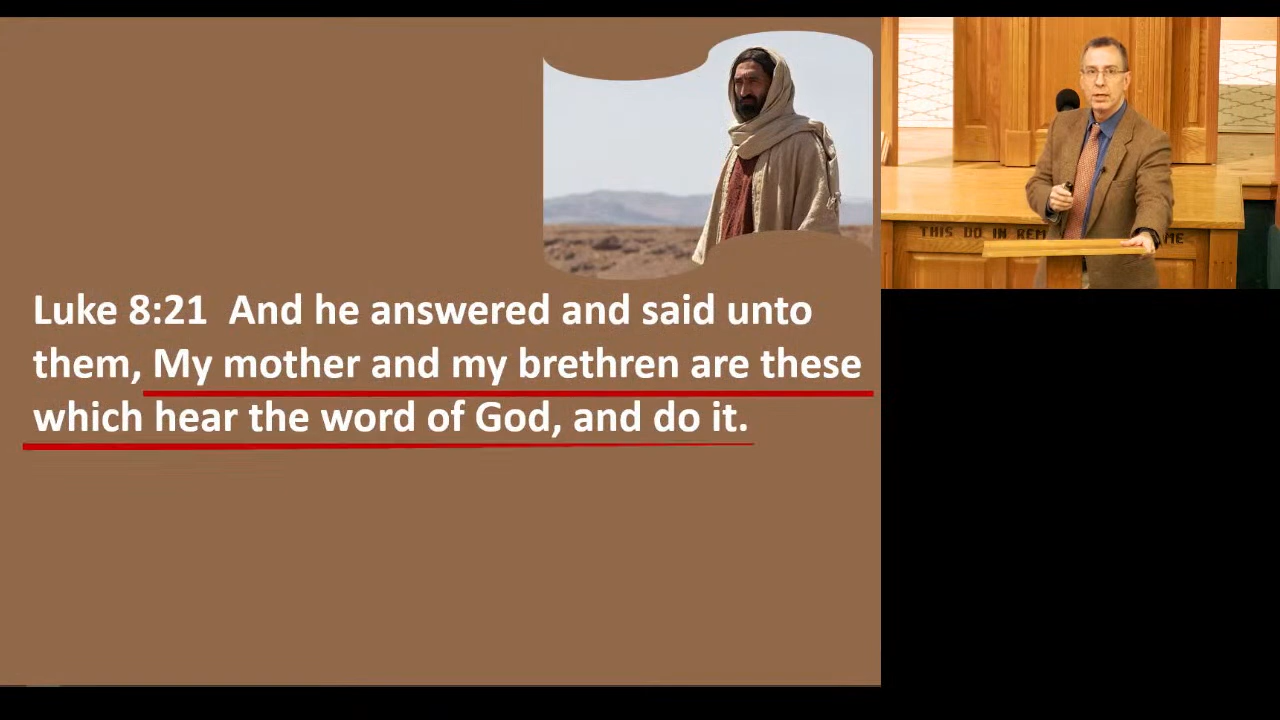 Luke 8:21  And he answered and said unto
them, My mother and my brethren are these
which hear the word of God, and do it.
THIS DO IN REM ME